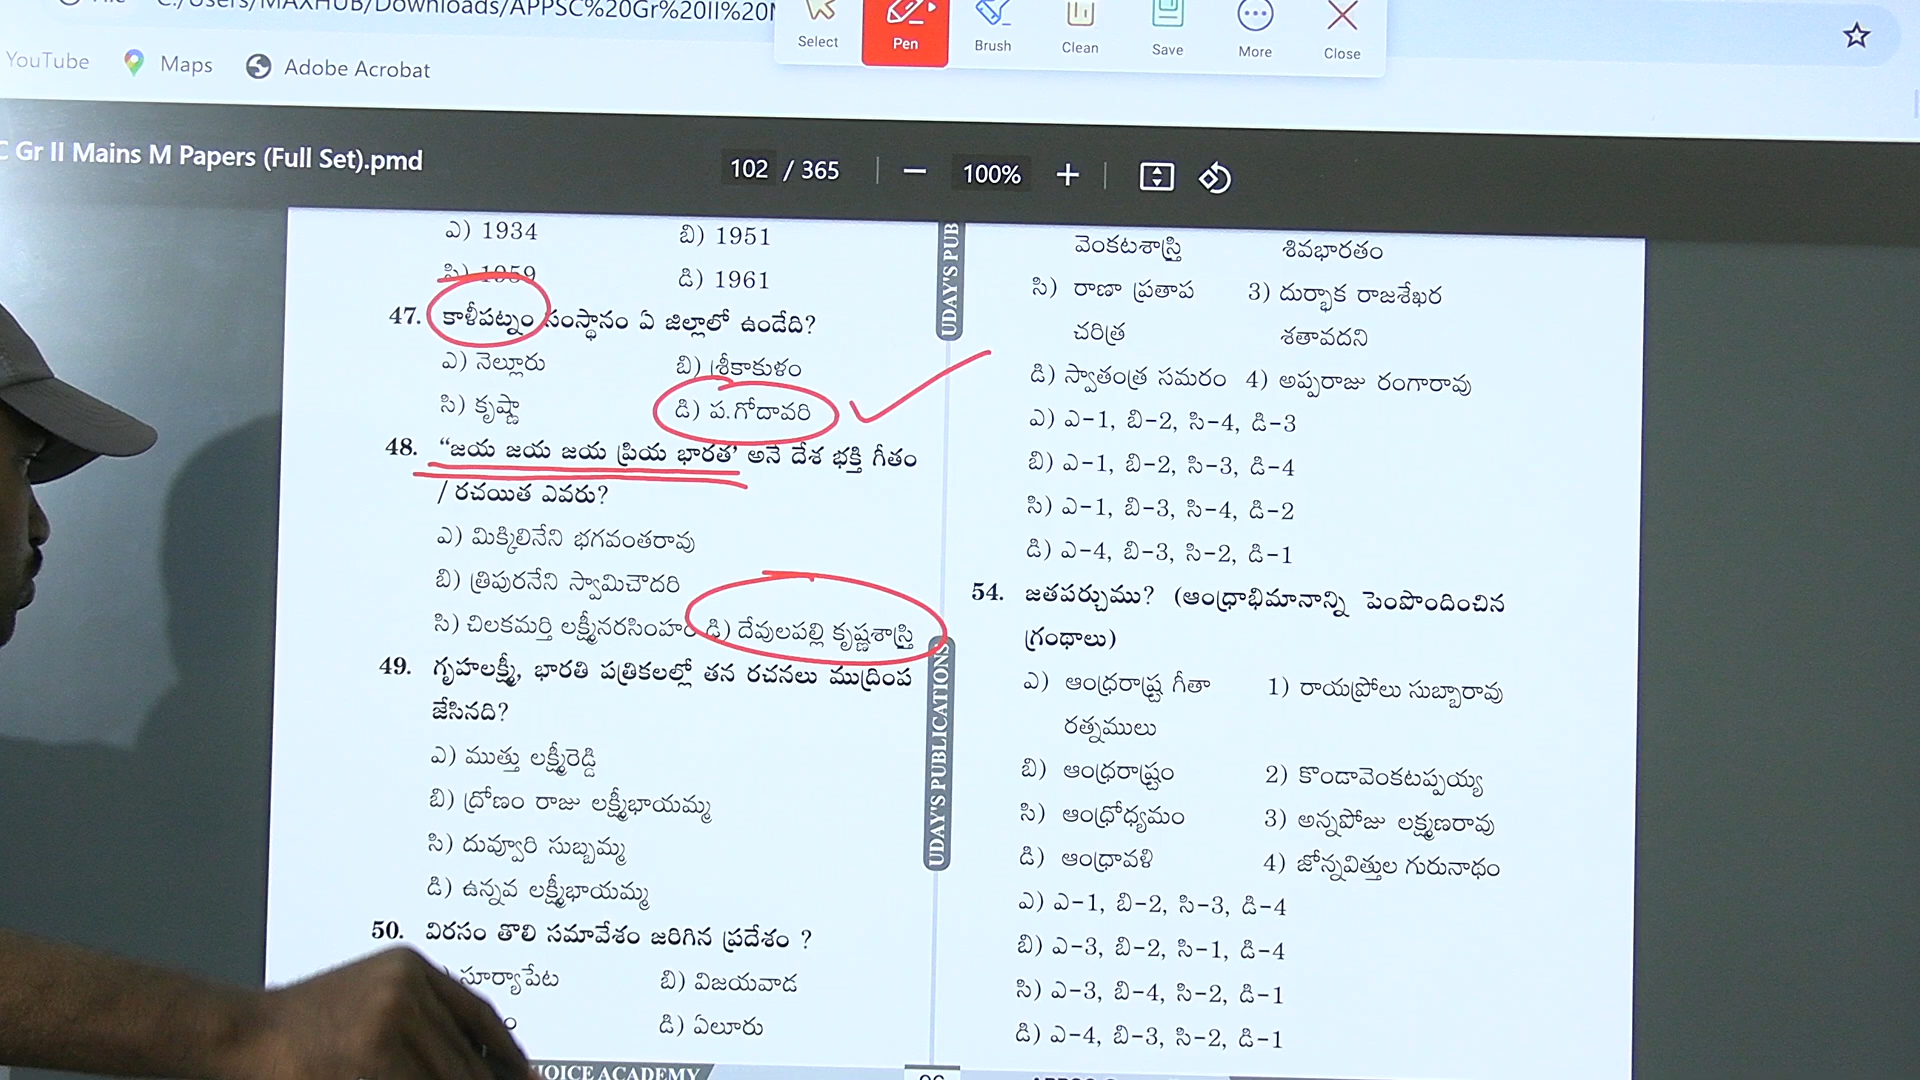 Select
Pen
Brush
Clean
Save
More
Close
YouTube
Maps
Adobe Acrobat
Gr II Mains M Papers (Full Set).pmd
102 / 365
100%
ఎ) 1934 బి) 1951
సి) 1959 డి) 1961
47. కాళీపట్నం సంస్థానం ఏ జిల్లాలో ఉండేది?
ఎ) నెల్లూరు బి) శ్రీకాకుళం
సి) కృష్ణా డి) ప.గోదావరి
48. “జయ జయ జయ ప్రియ భారత’ అనే దేశ భక్తి గీతం
/ రచయిత ఎవరు?
ఎ) మిక్కిలినేని భగవంతరావు
బి) త్రిపురనేని స్వామిచౌదరి
సి) చిలకమర్తి డి) దేవులపల్లి కృష్ణశాస్త్రి
49. గృహలక్ష్మీ, భారతి పత్రికలల్లో తన రచనలు ముద్రింప
జేసినది?
ఎ) ముత్తు లక్ష్మీరెడ్డి
బి) ద్రోణం రాజు లక్ష్మీభాయమ్మ
సి) దువ్వూరి సుబ్బమ్మ
డి) ఉన్నవ లక్ష్మీభాయమ్మ
50. విరసం తొలి సమావేశం జరిగిన ప్రదేశం ?
సూర్యాపేట బి) విజయవాడ
డి) ఏలూరు
UDAY'S PUB
UDAY'S PUBLICATIONS
వెంకటశాస్త్రి శివభారతం
సి) రాణా ప్రతాప 3) దుర్భాక రాజశేఖర
చరిత్ర శతావదని
డి) స్వాతంత్ర సమరం 4) అప్పరాజు రంగారావు
ఎ) ఎ-1, బి-2, సి-4, డి-3
బి) ఎ-1, బి-2, సి-3, డి-4
సి) ఎ-1, బి-3, సి-4, డి-2
డి) ఎ-4, బి-3, సి-2, డి-1
54. జతపర్చుము? (ఆంధ్రాభిమానాన్ని పెంపొందించిన
గ్రంథాలు)
ఎ) ఆంధ్రరాష్ట్ర గీతా 1) రాయప్రోలు సుబ్బారావు
రత్నములు
బి) ఆంధ్రరాష్ట్రం 2) కొండావెంకటప్పయ్య
సి) ఆంధ్రోధ్యమం 3) అన్నపోజు లక్ష్మణరావు
డి) ఆంధ్రావళి 4) జోన్నవిత్తుల గురునాథం
ఎ) ఎ-1, బి-2, సి-3, డి-4
బి) ఎ-3, బి-2, సి-1, డి-4
సి) ఎ-3, బి-4, సి-2, డి-1
డి) ఎ-4, బి-3, సి-2, డి-1
ACADEMY